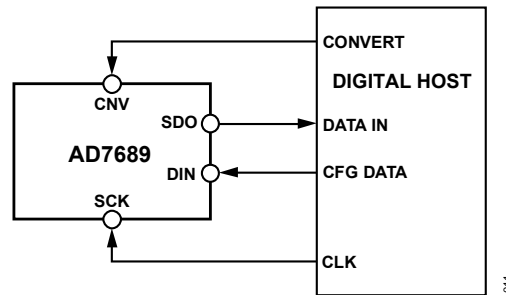 CONVERT
DIGITAL HOST
CNV
SDO
DATA IN
AD7689
DIN
CFG DATA
SCK
CLK